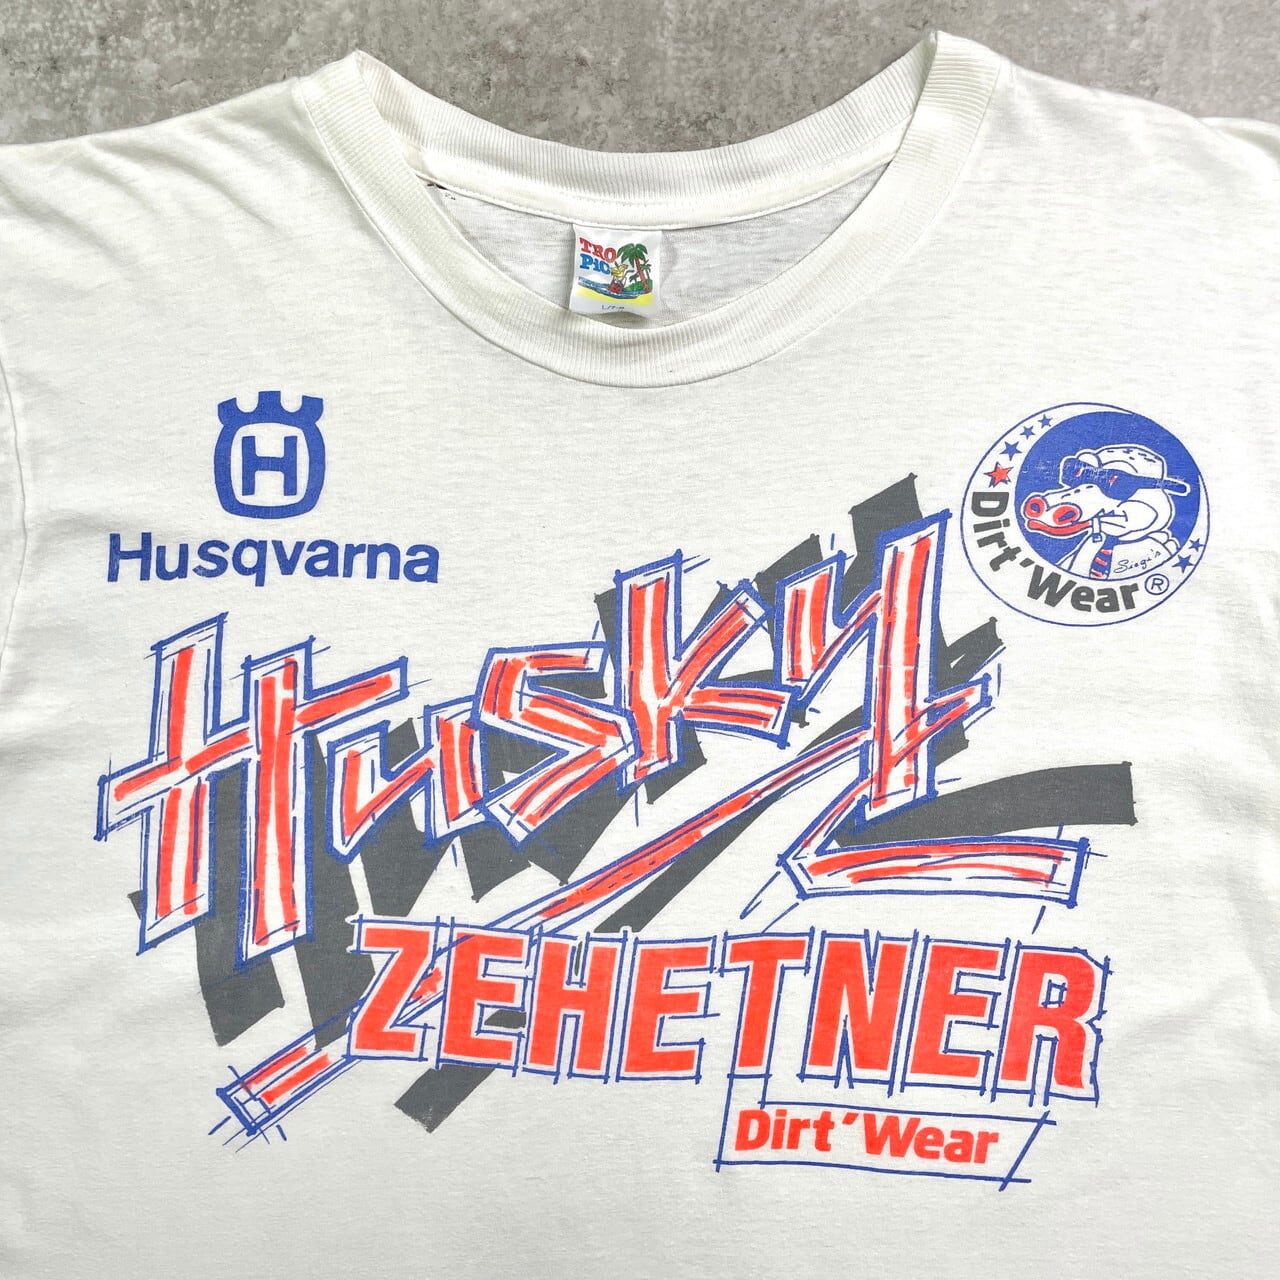 TRO
PiC
H
Husqvarna
Dirt'Wear®
Husky
ZEHETNER
Dirt'Wear